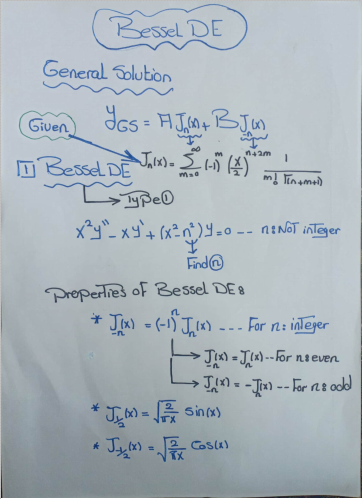 Bessel DE
General Solution
y_GS = A J_n(x) + B J_-n(x)
Given
J_n(x) = Σ_{m=0}^{∞} (-1)^m (x/2)^{n+2m} 1/(m! Γ(n+m+1))
1 Bessel DE
Type ①
x²y'' - xy' + (x² - n²) y = 0 -- n: Not integer
Find ⓝ
Properties of Bessel DE:
* J_-n(x) = (-1)^n J_n(x) --- For n: integer
J_-n(x) = J_n(x) -- For n: even
J_-n(x) = -J_n(x) -- For n: odd
* J_{1/2}(x) = √(2/πx) Sin(x)
* J_{-1/2}(x) = √(2/πx) Cos(x)